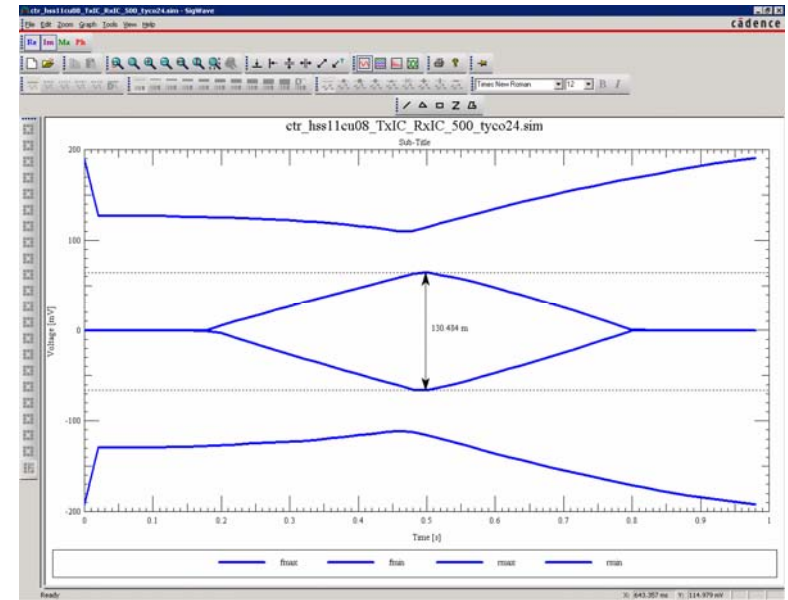 ctr_hss11cu08_TxIC_RxIC_500_tyco24.sim - SigWave
File Edit Zoom Graph Tools View Help
cādence
Re Im Ma Ph
Times New Roman 12 B I
ctr_hss11cu08_TxIC_RxIC_500_tyco24.sim
Sub-Title
200
100
0
-100
-200
Voltage [mV]
130.484 m
0 0.1 0.2 0.3 0.4 0.5 0.6 0.7 0.8 0.9 1
Time [s]
fmax fmin rmax rmin
Ready X: 643.357 ms Y: 114.979 mV